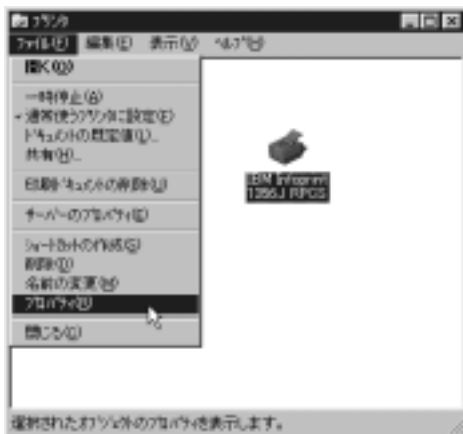 プリンタ
ファイル(F) 編集(E) 表示(V) ヘルプ(H)
開く(O)
一時停止(A)
通常使うプリンタに設定(E)
ドキュメントの既定値(L)...
共有(H)...
印刷ドキュメントの削除(U)
サーバーのプロパティ(E)
ショートカットの作成(S)
削除(D)
名前の変更(M)
プロパティ(R)
閉じる(C)
IBM Infoprint
1356J RPCS
選択されたオブジェクトのプロパティを表示します。